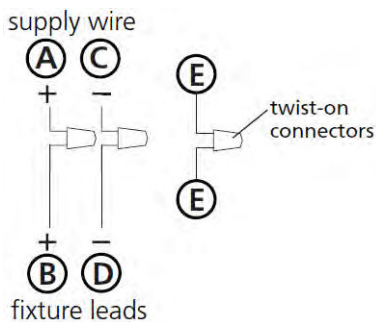 supply wire
A C
+ −
E
twist-on
connectors
E
+ −
B D
fixture leads